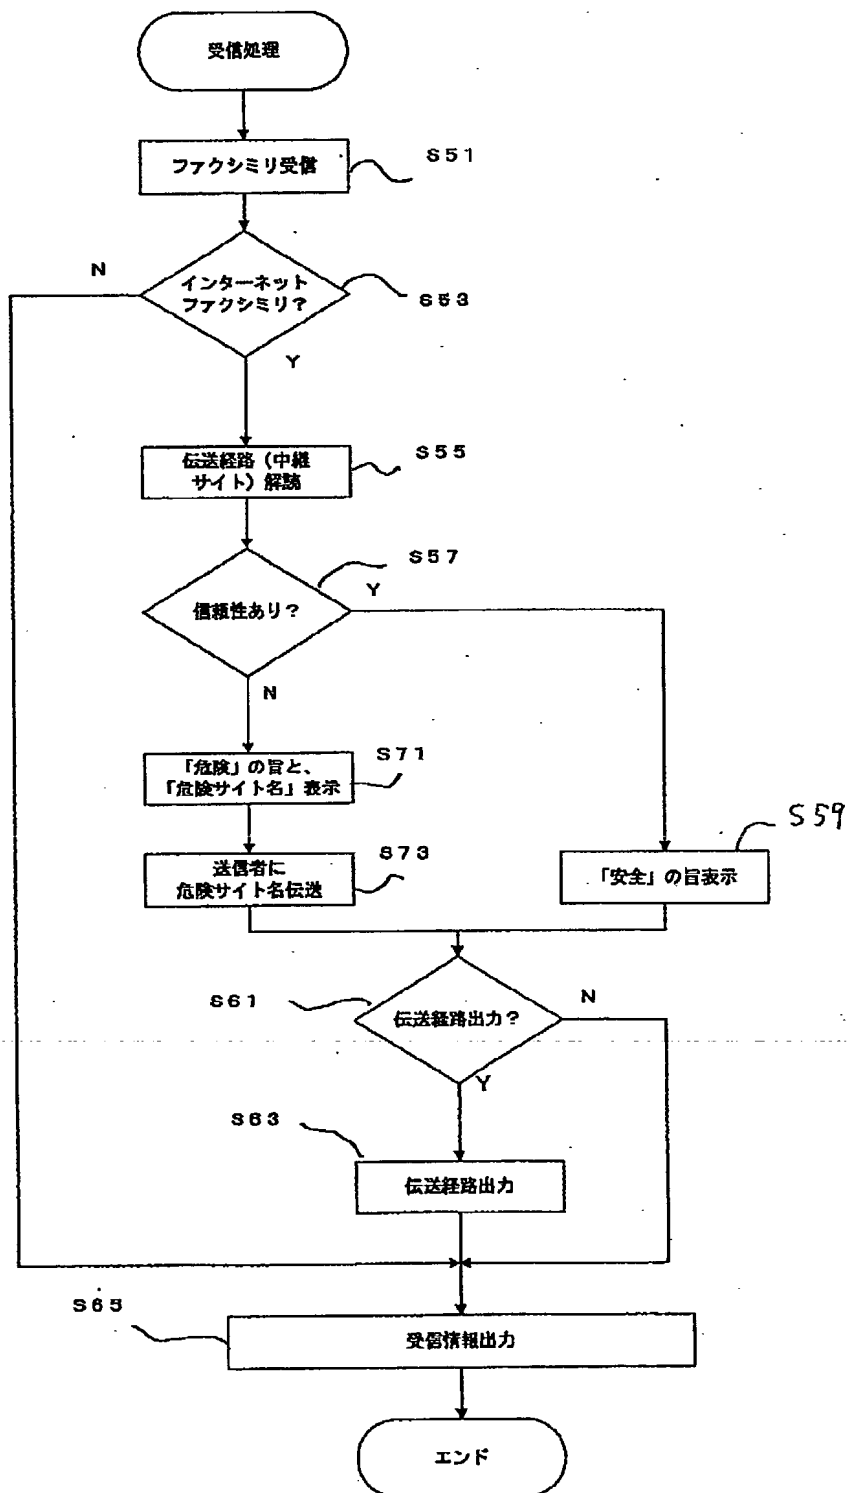 受信処理
ファクシミリ受信
S51
N
インターネット
ファクシミリ?
S53
Y
伝送経路(中継
サイト)解読
S55
S57
信頼性あり?
Y
N
「危険」の旨と、
「危険サイト名」表示
S71
送信者に
危険サイト名伝送
S73
S59
「安全」の旨表示
S61
伝送経路出力?
N
Y
S63
伝送経路出力
S65
受信情報出力
エンド